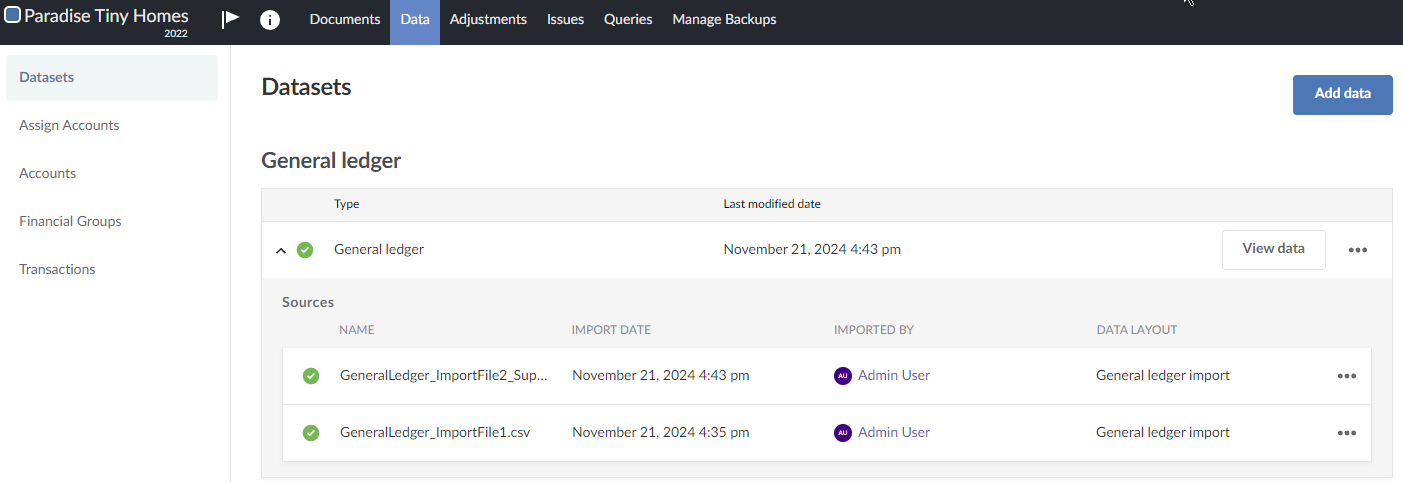 Paradise Tiny Homes
2022
Documents Data Adjustments Issues Queries Manage Backups
Datasets
Assign Accounts
Accounts
Financial Groups
Transactions
Datasets
Add data
General ledger
Type Last modified date
General ledger November 21, 2024 4:43 pm View data
Sources
NAME IMPORT DATE IMPORTED BY DATA LAYOUT
GeneralLedger_ImportFile2_Sup... November 21, 2024 4:43 pm AU Admin User General ledger import
GeneralLedger_ImportFile1.csv November 21, 2024 4:35 pm AU Admin User General ledger import